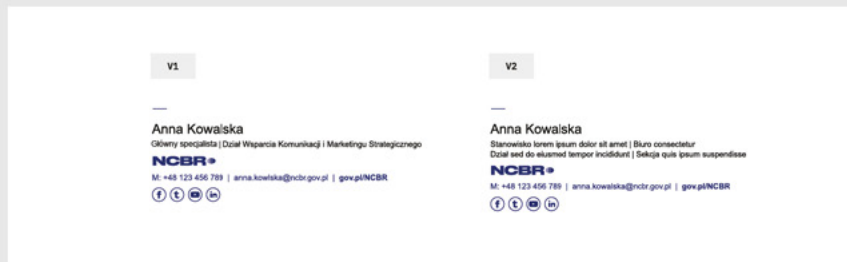 V1
Anna Kowalska
Główny specjalista | Dział Wsparcia Komunikacji i Marketingu Strategicznego
NCBR
M: +48 123 456 789 | anna.kowlska@ncbr.gov.pl | gov.pl/NCBR
V2
Anna Kowalska
Stanowisko lorem ipsum dolor sit amet | Biuro consectetur
Dział sed do eiusmod tempor incididunt | Sekcja quis ipsum suspendisse
NCBR
M: +48 123 456 789 | anna.kowalska@ncbr.gov.pl | gov.pl/NCBR